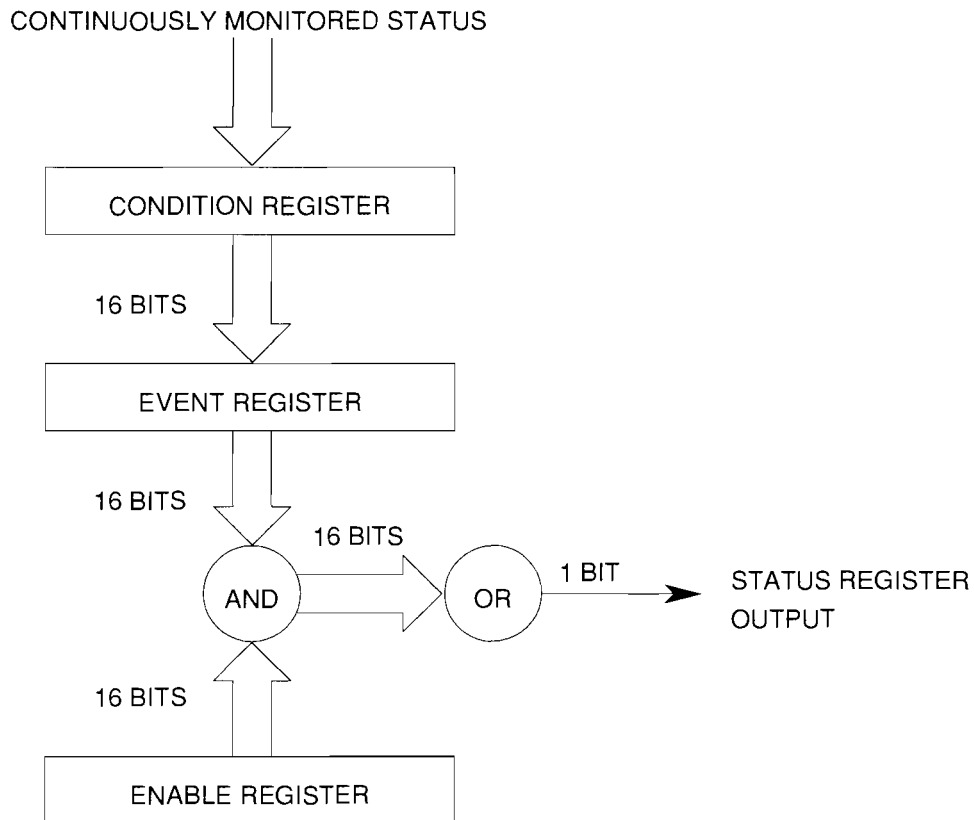 CONTINUOUSLY MONITORED STATUS
CONDITION REGISTER
16 BITS
EVENT REGISTER
16 BITS
16 BITS
AND
OR
1 BIT
STATUS REGISTER
OUTPUT
16 BITS
ENABLE REGISTER